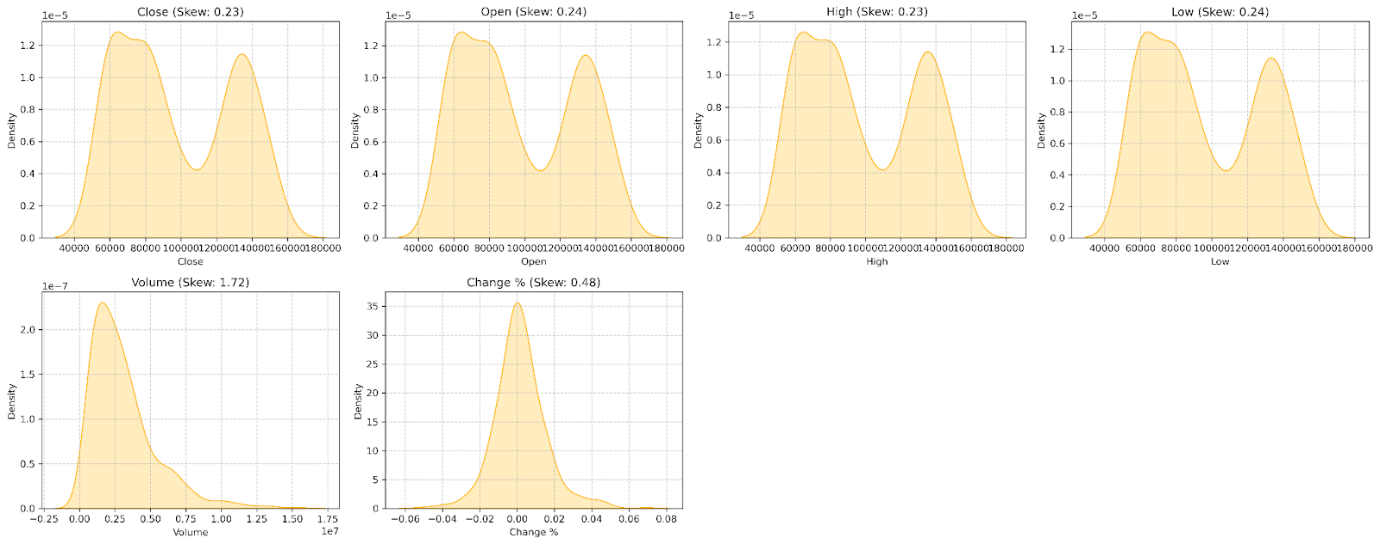 Close (Skew: 0.23)
1e−5
Density
1.2
1.0
0.8
0.6
0.4
0.2
0.0
40000 60000 80000 100000 120000 140000 160000 180000
Close
Open (Skew: 0.24)
1e−5
Density
1.2
1.0
0.8
0.6
0.4
0.2
0.0
40000 60000 80000 100000 120000 140000 160000 180000
Open
High (Skew: 0.23)
1e−5
Density
1.2
1.0
0.8
0.6
0.4
0.2
0.0
40000 60000 80000 100000 120000 140000 160000 180000
High
Low (Skew: 0.24)
1e−5
Density
1.2
1.0
0.8
0.6
0.4
0.2
0.0
40000 60000 80000 100000 120000 140000 160000 180000
Low
Volume (Skew: 1.72)
1e−7
Density
2.0
1.5
1.0
0.5
0.0
−0.25 0.00 0.25 0.50 0.75 1.00 1.25 1.50 1.75
1e7
Volume
Change % (Skew: 0.48)
Density
35
30
25
20
15
10
5
0
−0.06 −0.04 −0.02 0.00 0.02 0.04 0.06 0.08
Change %